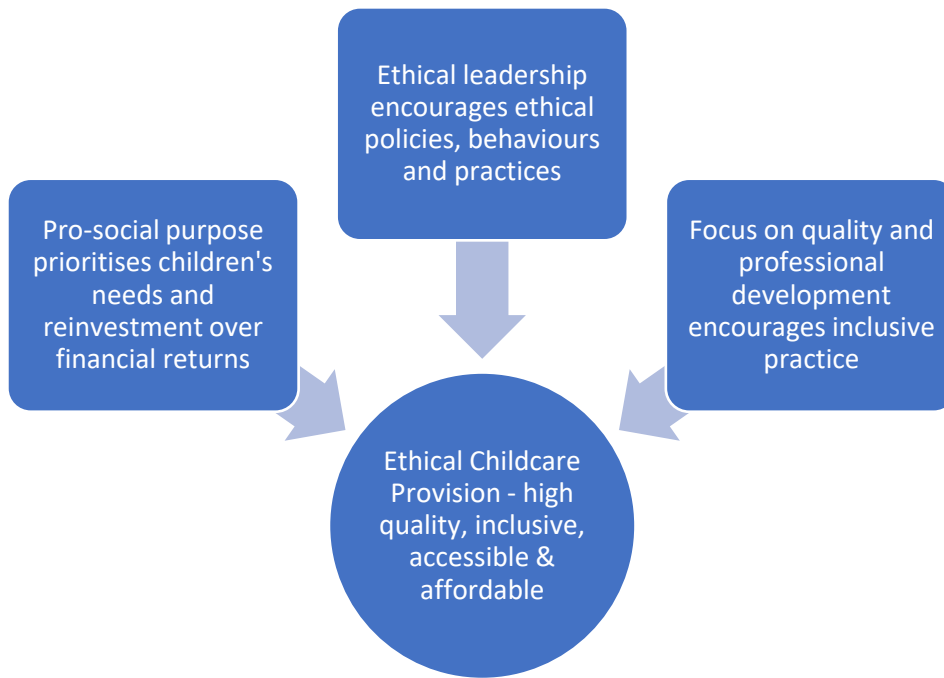 Ethical leadership
encourages ethical
policies, behaviours
and practices
Pro-social purpose
prioritises children's
needs and
reinvestment over
financial returns
Focus on quality and
professional
development
encourages inclusive
practice
Ethical Childcare
Provision - high
quality, inclusive,
accessible &
affordable